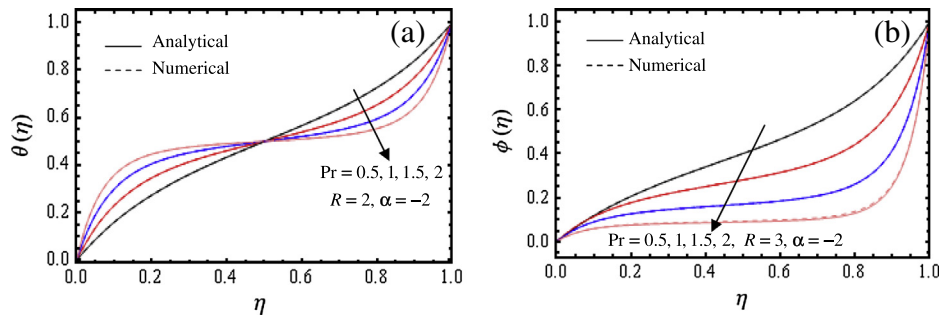 (a)
Analytical
Numerical
θ(η)
Pr = 0.5, 1, 1.5, 2
R = 2, α = −2
1.0
0.8
0.6
0.4
0.2
0.0
0.0 0.2 0.4 0.6 0.8 1.0
η
(b)
Analytical
Numerical
ϕ(η)
Pr = 0.5, 1, 1.5, 2, R = 3, α = −2
1.0
0.8
0.6
0.4
0.2
0.0
0.0 0.2 0.4 0.6 0.8 1.0
η